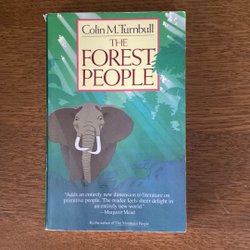 Colin M. Turnbull
THE
FOREST
PEOPLE
"Adds an entirely new dimension to literature on
primitive people. The reader feels sheer delight in
an entirely new world."
—Margaret Mead
By the author of The Mountain People